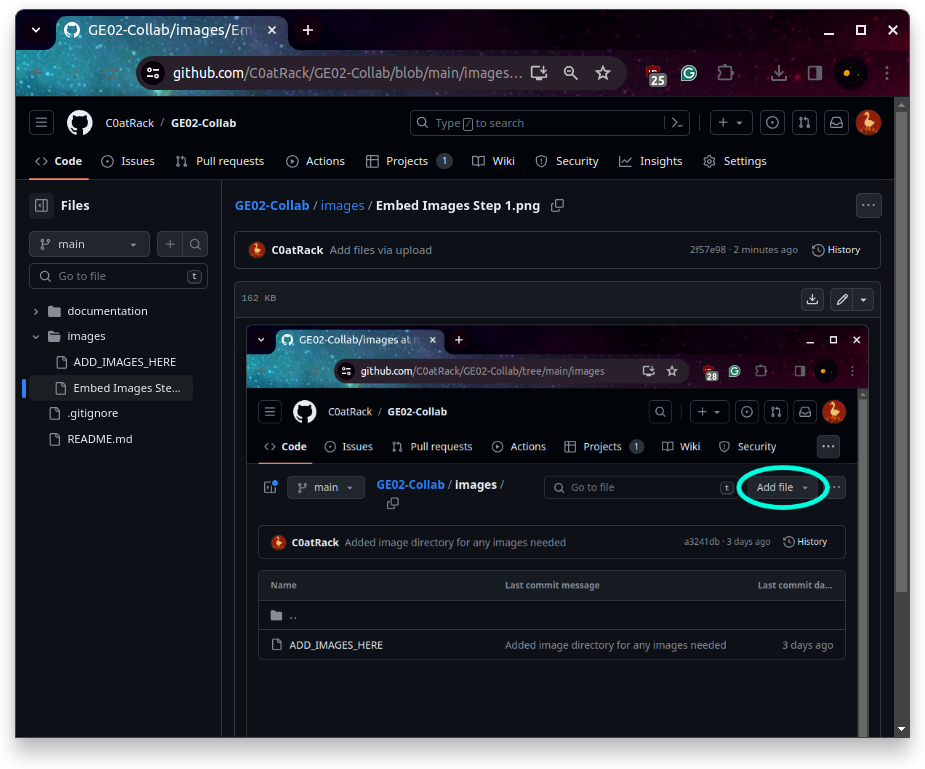 GE02-Collab/images/Em
github.com/C0atRack/GE02-Collab/blob/main/images...
25
C0atRack / GE02-Collab
Type / to search
Code
Issues
Pull requests
Actions
Projects 1
Wiki
Security
Insights
Settings
Files
main
Go to file
t
documentation
images
ADD_IMAGES_HERE
Embed Images Ste...
.gitignore
README.md
GE02-Collab / images / Embed Images Step 1.png
C0atRack Add files via upload
2f57e98 · 2 minutes ago
History
162 KB
GE02-Collab/images at m
github.com/C0atRack/GE02-Collab/tree/main/images
28
C0atRack / GE02-Collab
Code
Issues
Pull requests
Actions
Projects 1
Wiki
Security
main
GE02-Collab / images /
Go to file
t
Add file
C0atRack Added image directory for any images needed
a3241db · 3 days ago
History
Name
Last commit message
Last commit da...
..
ADD_IMAGES_HERE
Added image directory for any images needed
3 days ago